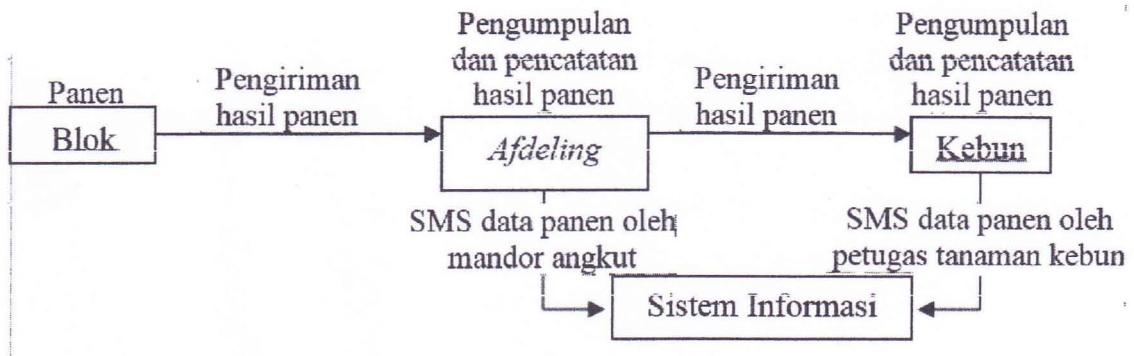 Panen
Blok
Pengiriman
hasil panen
Pengumpulan
dan pencatatan
hasil panen
Afdeling
Pengiriman
hasil panen
Pengumpulan
dan pencatatan
hasil panen
Kebun
SMS data panen oleh
mandor angkut
SMS data panen oleh
petugas tanaman kebun
Sistem Informasi